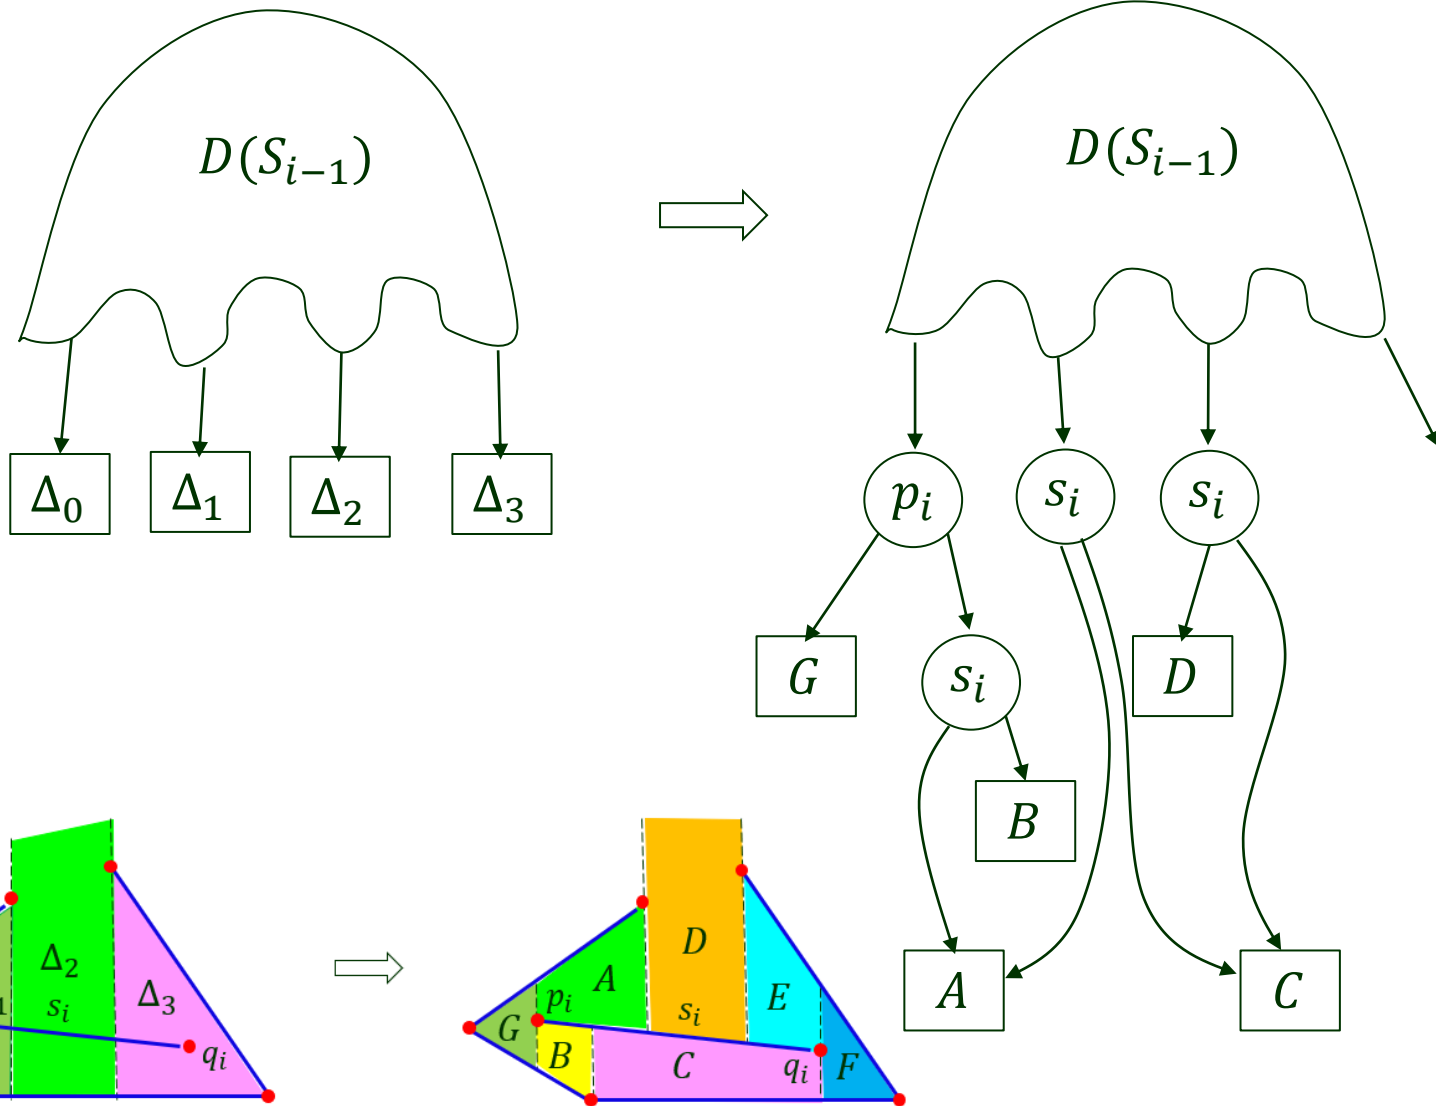 D(S_{i−1})
D(S_{i−1})
Δ₀ Δ₁ Δ₂ Δ₃
p_i s_i s_i
G s_i D
B
A C
1 Δ₂ s_i Δ₃ q_i
G p_i A B D s_i C E q_i F